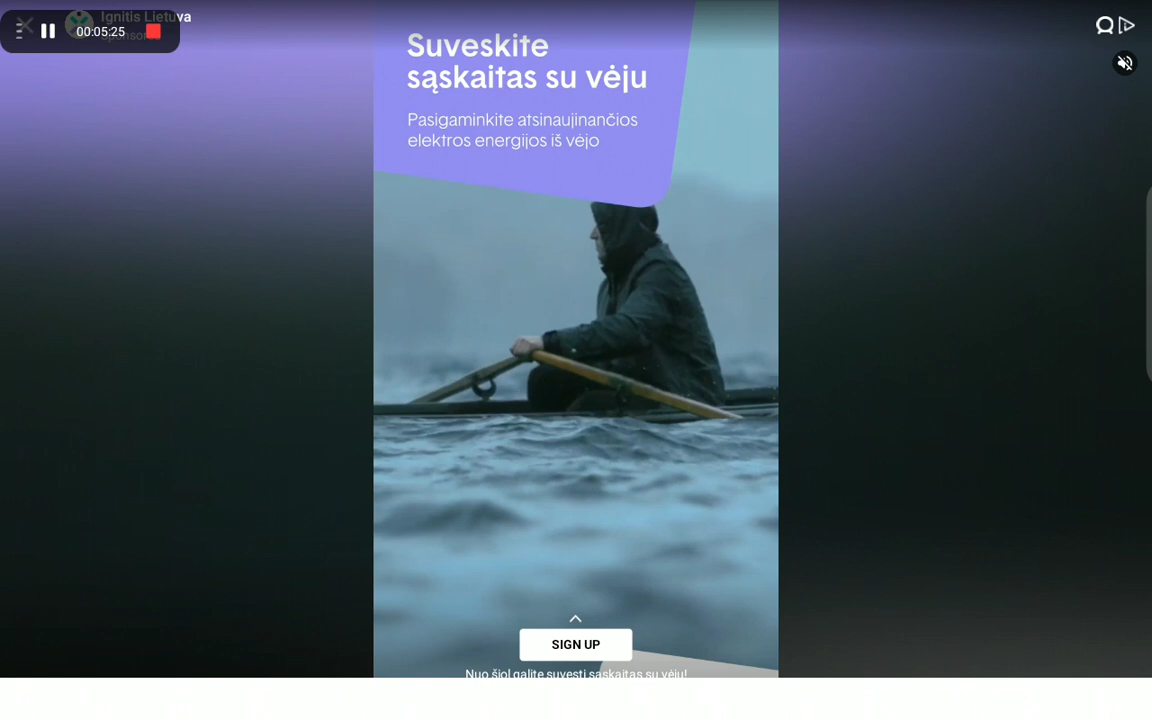 Ignitis Lietuva
Sponsor
00:05:25
Suveskite
sąskaitas su vėju
Pasigaminkite atsinaujinančios
elektros energijos iš vėjo
SIGN UP
Nuo šiol galite suvesti sąskaitas su vėju!